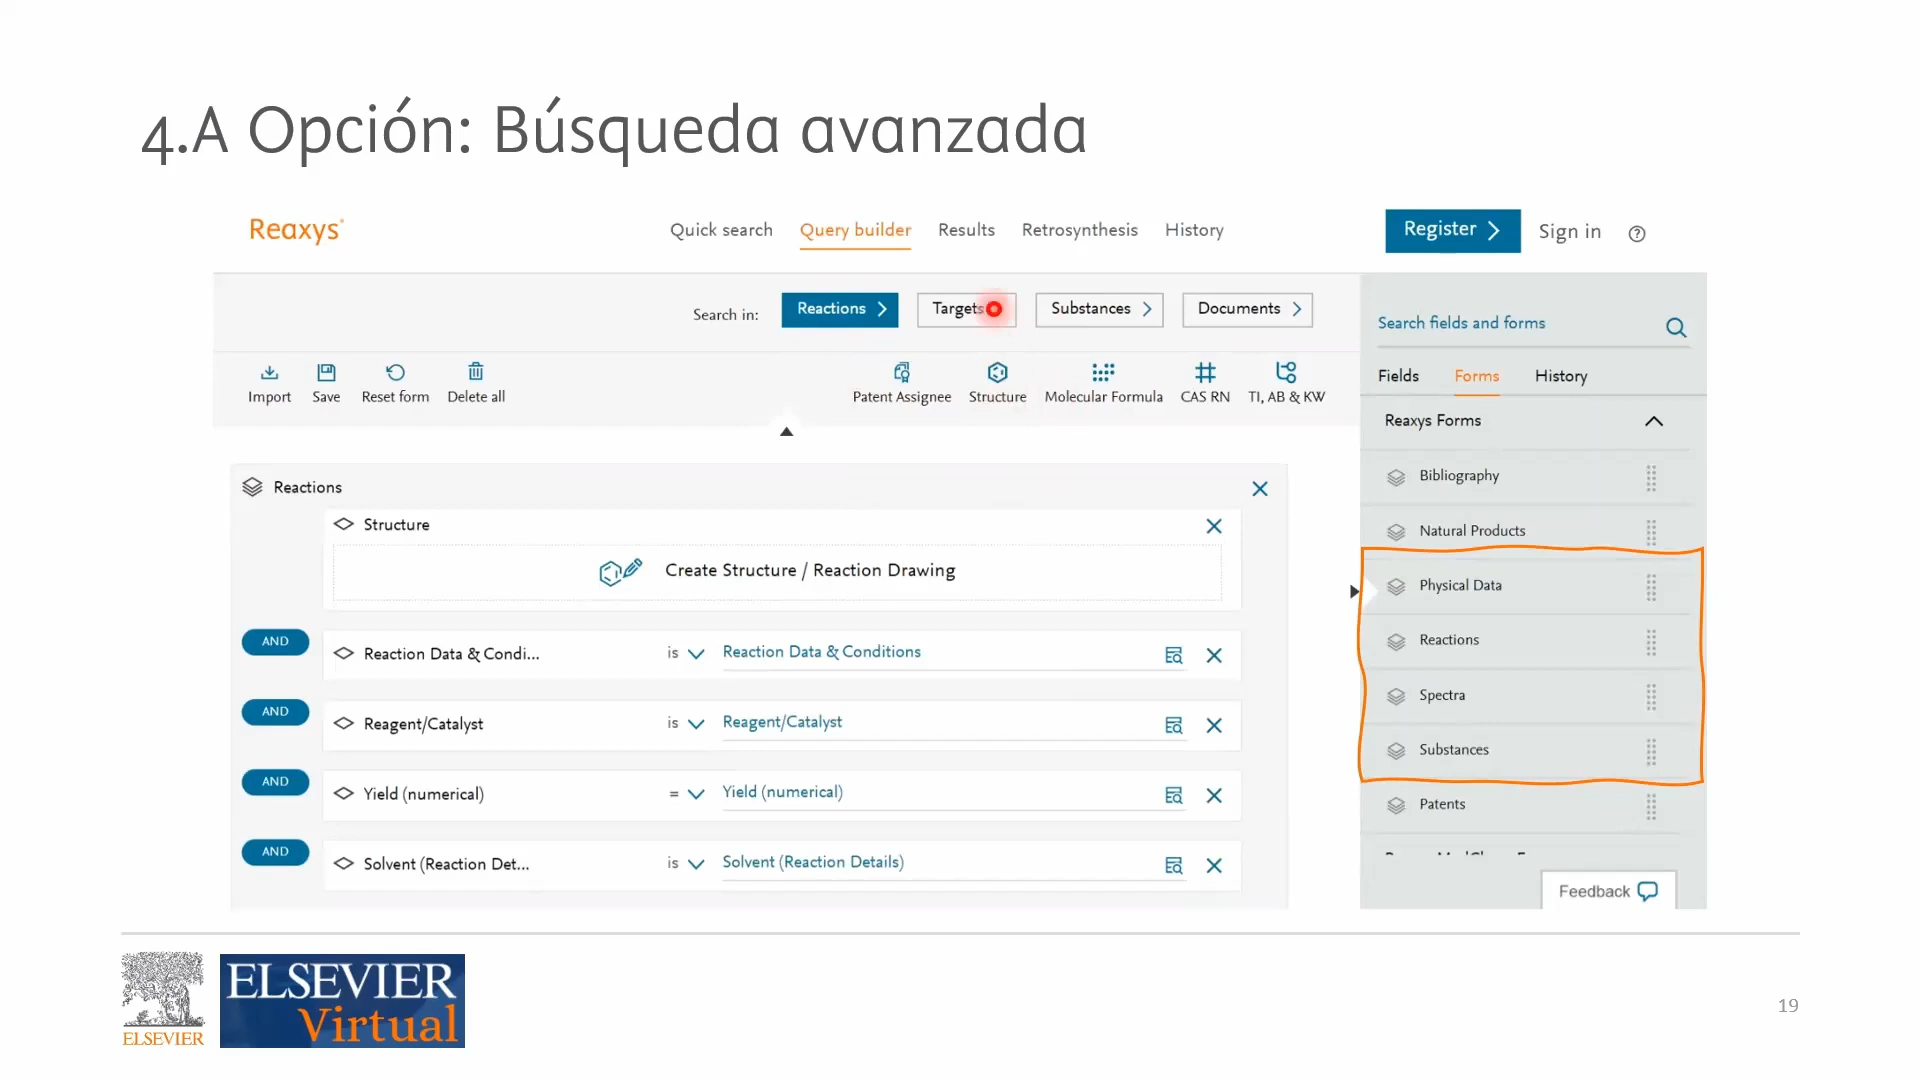 4.A Opción: Búsqueda avanzada
Reaxys®
Quick search
Query builder
Results
Retrosynthesis
History
Register
Sign in
Search in:
Reactions
Targets
Substances
Documents
Import
Save
Reset form
Delete all
Patent Assignee
Structure
Molecular Formula
CAS RN
TI, AB & KW
Reactions
Structure
Create Structure / Reaction Drawing
AND
Reaction Data & Condi...
is
Reaction Data & Conditions
AND
Reagent/Catalyst
is
Reagent/Catalyst
AND
Yield (numerical)
=
Yield (numerical)
AND
Solvent (Reaction Det...
is
Solvent (Reaction Details)
Search fields and forms
Fields
Forms
History
Reaxys Forms
Bibliography
Natural Products
Physical Data
Reactions
Spectra
Substances
Patents
Feedback
ELSEVIER
ELSEVIER
Virtual
19